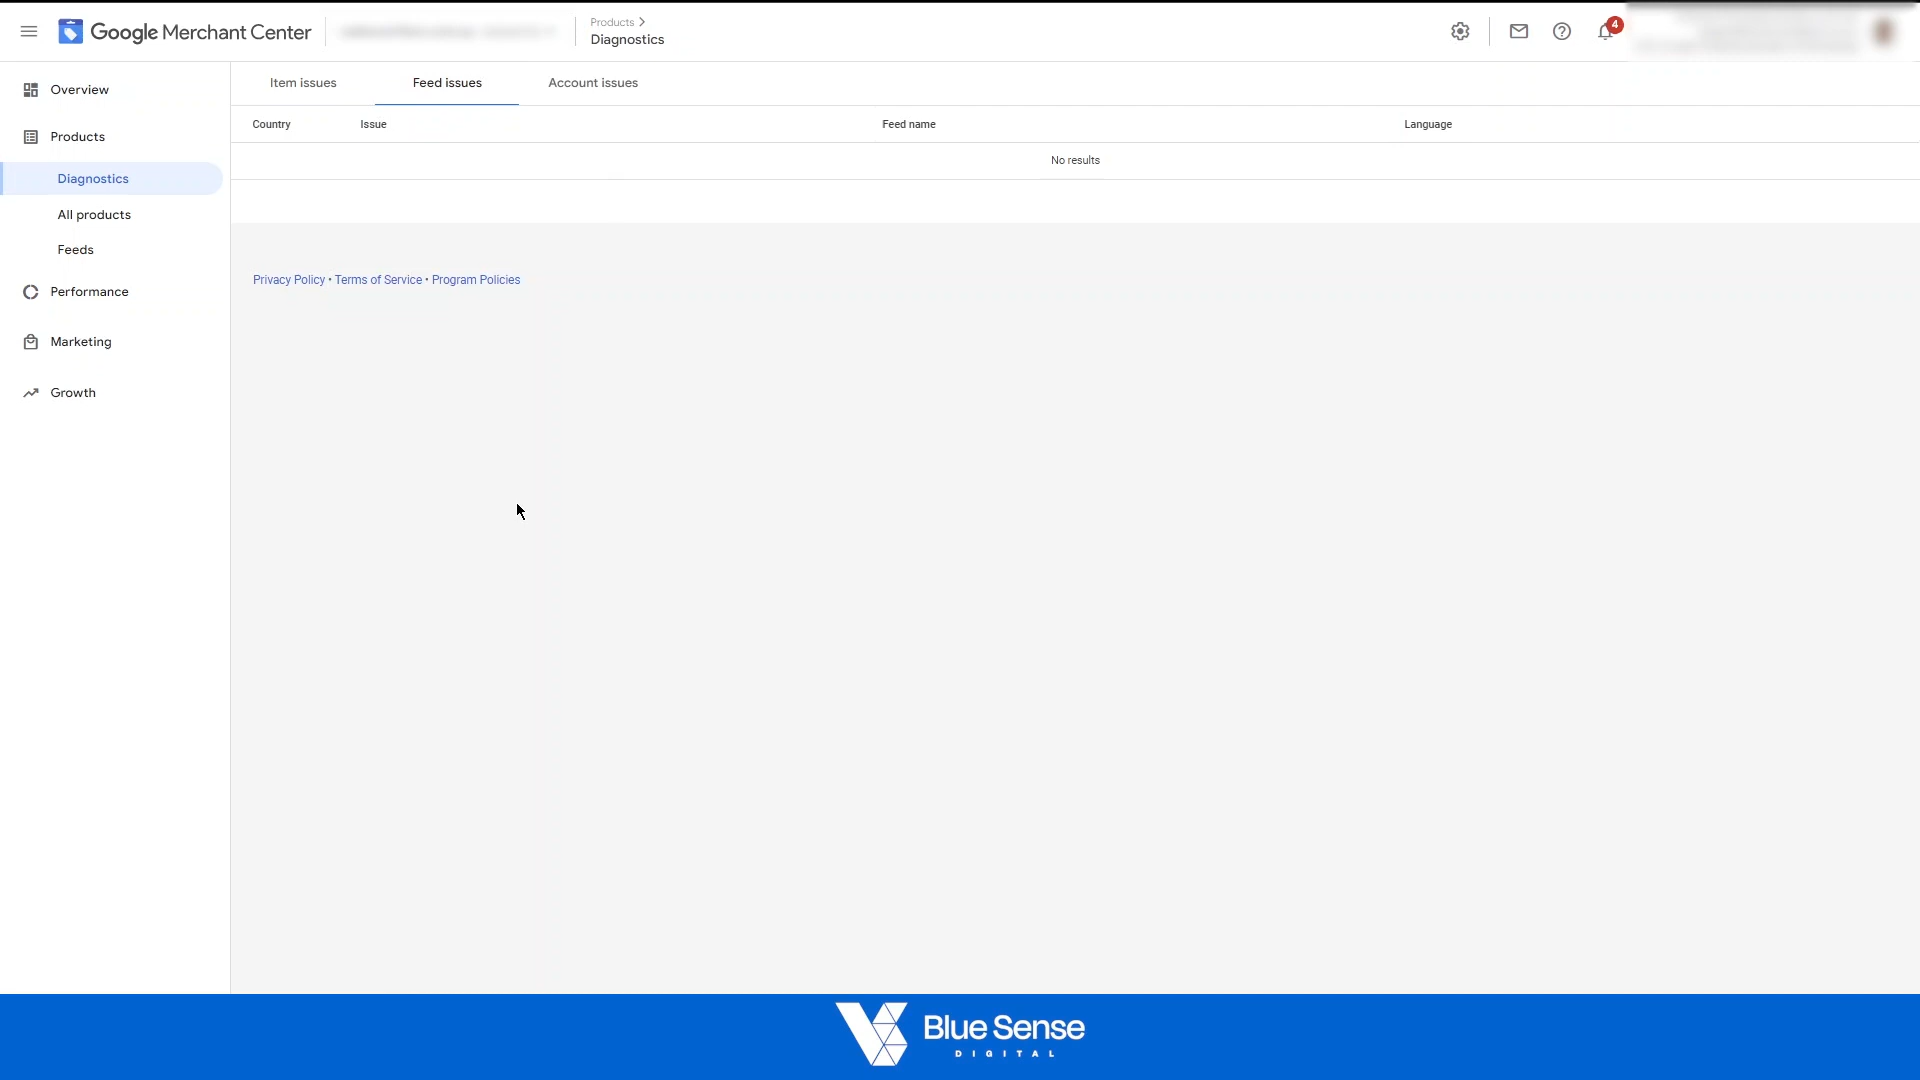 Google Merchant Center
Products
Diagnostics
4
Overview
Products
Diagnostics
All products
Feeds
Performance
Marketing
Growth
Item issues
Feed issues
Account issues
Country Issue Feed name Language
No results
Privacy Policy • Terms of Service • Program Policies
Blue Sense
DIGITAL